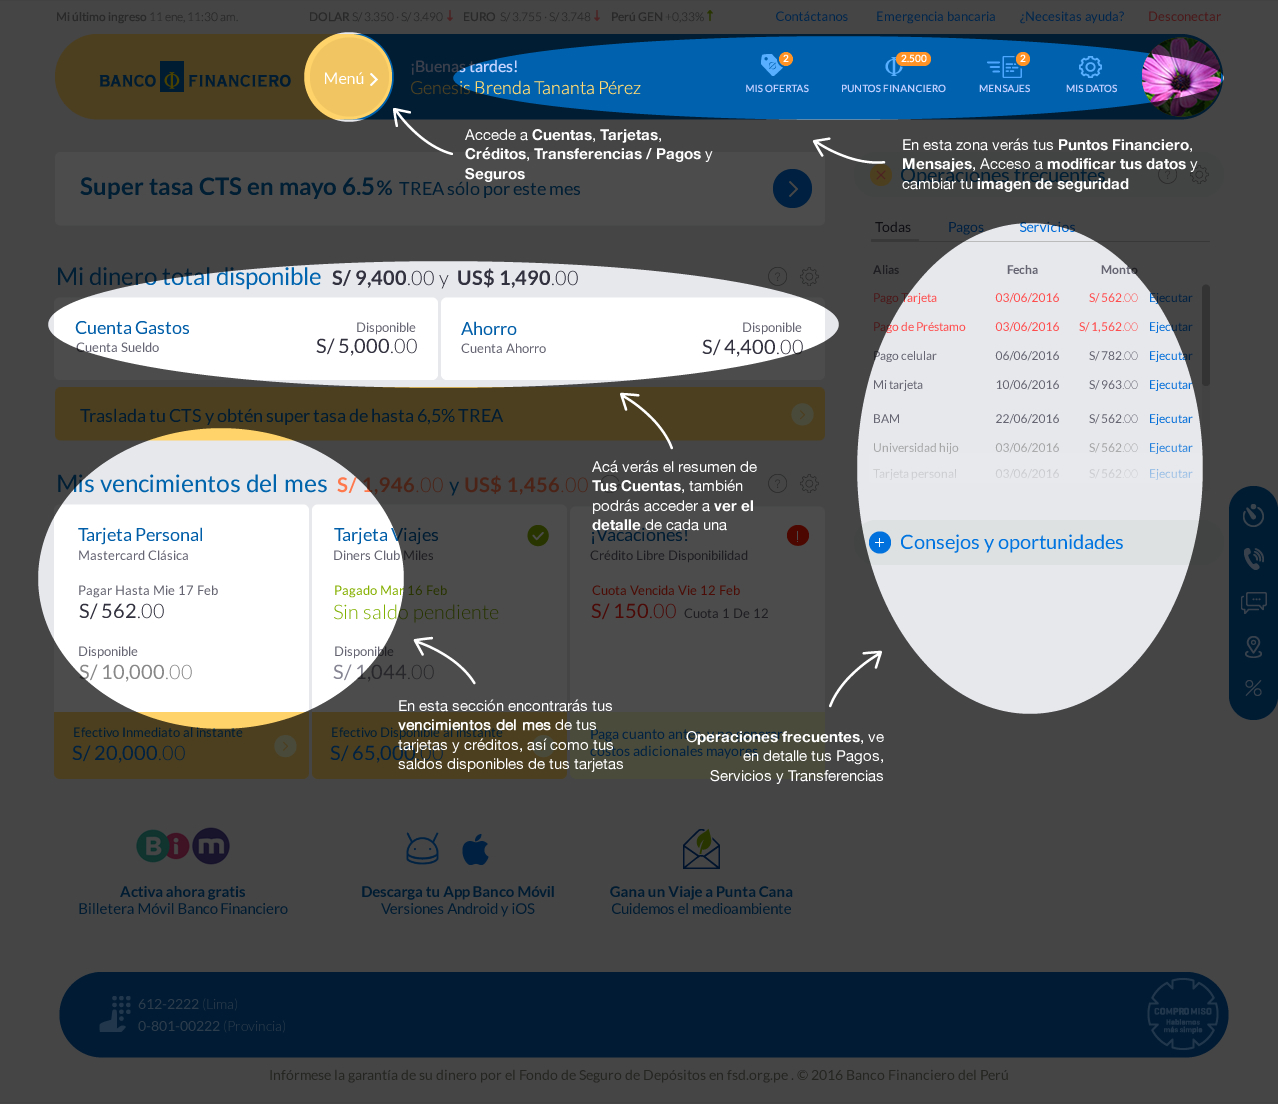 Mi último ingreso 11 ene, 11:30 am.
DOLAR S/ 3.350 · S/ 3.490
EURO S/ 3.755 · S/ 3.748
Perú GEN +0,33%
Contáctanos
Emergencia bancaria
¿Necesitas ayuda?
Desconectar
BANCO FINANCIERO
Menú
¡Buenas tardes!
Genesis Brenda Tananta Pérez
2
MIS OFERTAS
2.500
PUNTOS FINANCIERO
2
MENSAJES
MIS DATOS
Accede a Cuentas, Tarjetas,
Créditos, Transferencias / Pagos y
Seguros
En esta zona verás tus Puntos Financiero,
Mensajes, Acceso a modificar tus datos y
cambiar tu imagen de seguridad
Super tasa CTS en mayo 6.5% TREA sólo por este mes
Operaciones frecuentes
?
Todas
Pagos
Servicios
Alias Fecha Monto
Pago Tarjeta 03/06/2016 S/ 562.00 Ejecutar
Pago de Préstamo 03/06/2016 S/ 1,562.00 Ejecutar
Pago celular 06/06/2016 S/ 782.00 Ejecutar
Mi tarjeta 10/06/2016 S/ 963.00 Ejecutar
BAM 22/06/2016 S/ 562.00 Ejecutar
Universidad hijo 03/06/2016 S/ 562.00 Ejecutar
Tarjeta personal 03/06/2016 S/ 562.00 Ejecutar
Consejos y oportunidades
Mi dinero total disponible S/ 9,400.00 y US$ 1,490.00
?
Cuenta Gastos
Cuenta Sueldo
Disponible
S/ 5,000.00
Ahorro
Cuenta Ahorro
Disponible
S/ 4,400.00
Traslada tu CTS y obtén super tasa de hasta 6,5% TREA
Acá verás el resumen de
Tus Cuentas, también
podrás acceder a ver el
detalle de cada una
Mis vencimientos del mes S/ 1,946.00 y US$ 1,456.00
?
Tarjeta Personal
Mastercard Clásica
Pagar Hasta Mie 17 Feb
S/ 562.00
Disponible
S/ 10,000.00
Efectivo Inmediato al instante
S/ 20,000.00
Tarjeta Viajes
Diners Club Miles
Pagado Mar 16 Feb
Sin saldo pendiente
Disponible
S/ 1,044.00
Efectivo Disponible al instante
S/ 65,000.00
¡Vacaciones!
Crédito Libre Disponibilidad
Cuota Vencida Vie 12 Feb
S/ 150.00 Cuota 1 De 12
Paga cuanto antes
costos adicionales mayores
En esta sección encontrarás tus
vencimientos del mes de tus
tarjetas y créditos, así como tus
saldos disponibles de tus tarjetas
Operaciones frecuentes, ve
en detalle tus Pagos,
Servicios y Transferencias
Bim
Activa ahora gratis
Billetera Móvil Banco Financiero
Descarga tu App Banco Móvil
Versiones Android y iOS
Gana un Viaje a Punta Cana
Cuidemos el medioambiente
612-2222 (Lima)
0-801-00222 (Provincia)
COMPROMISO
Hablemos
más simple
Infórmese la garantía de su dinero por el Fondo de Seguro de Depósitos en fsd.org.pe . © 2016 Banco Financiero del Perú